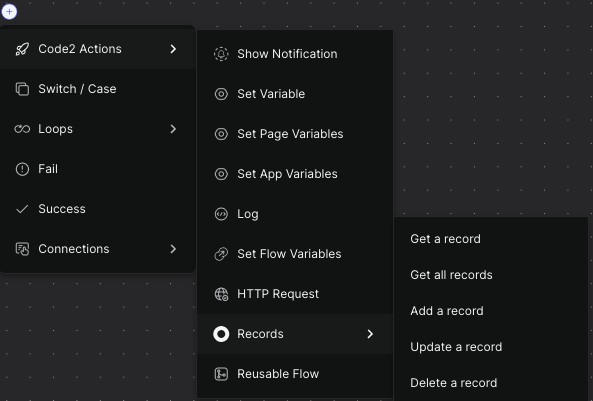 Code2 Actions
Switch / Case
Loops
Fail
Success
Connections
Show Notification
Set Variable
Set Page Variables
Set App Variables
Log
Set Flow Variables
HTTP Request
Records
Reusable Flow
Get a record
Get all records
Add a record
Update a record
Delete a record